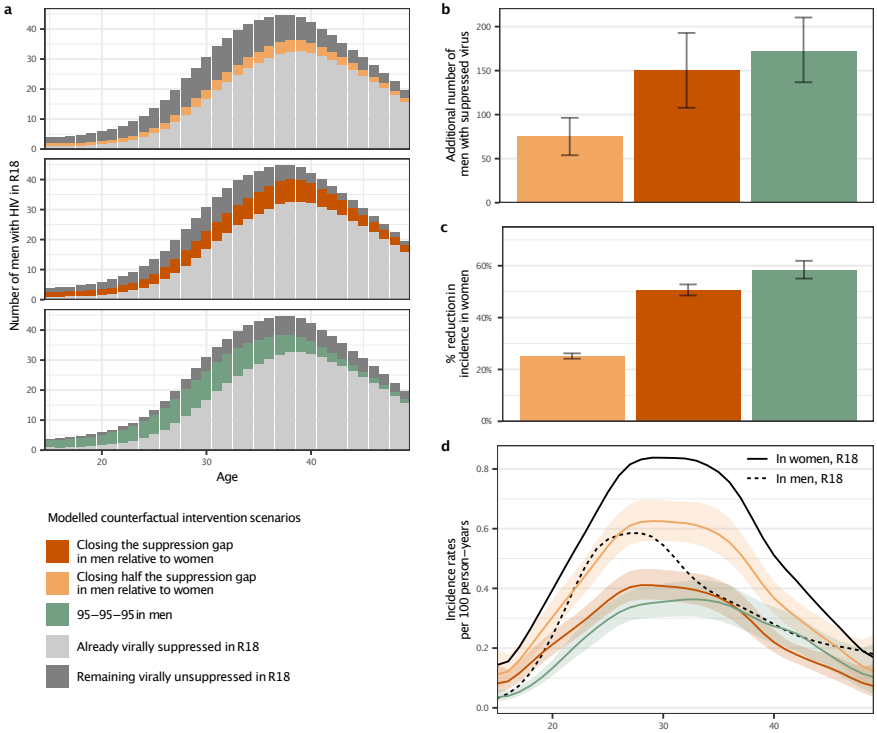 a
Number of men with HIV in R18
40
30
20
10
0
40
30
20
10
0
40
30
20
10
0
20
30
40
Age
Modelled counterfactual intervention scenarios
Closing the suppression gap
in men relative to women
Closing half the suppression gap
in men relative to women
95−95−95 in men
Already virally suppressed in R18
Remaining virally unsuppressed in R18
b
Additional number of
men with suppressed virus
200
150
100
50
0
c
% reduction in
incidence in women
60%
40%
20%
0%
d
Incidence rates
per 100 person−years
0.8
0.6
0.4
0.2
0.0
In women, R18
In men, R18
20
30
40